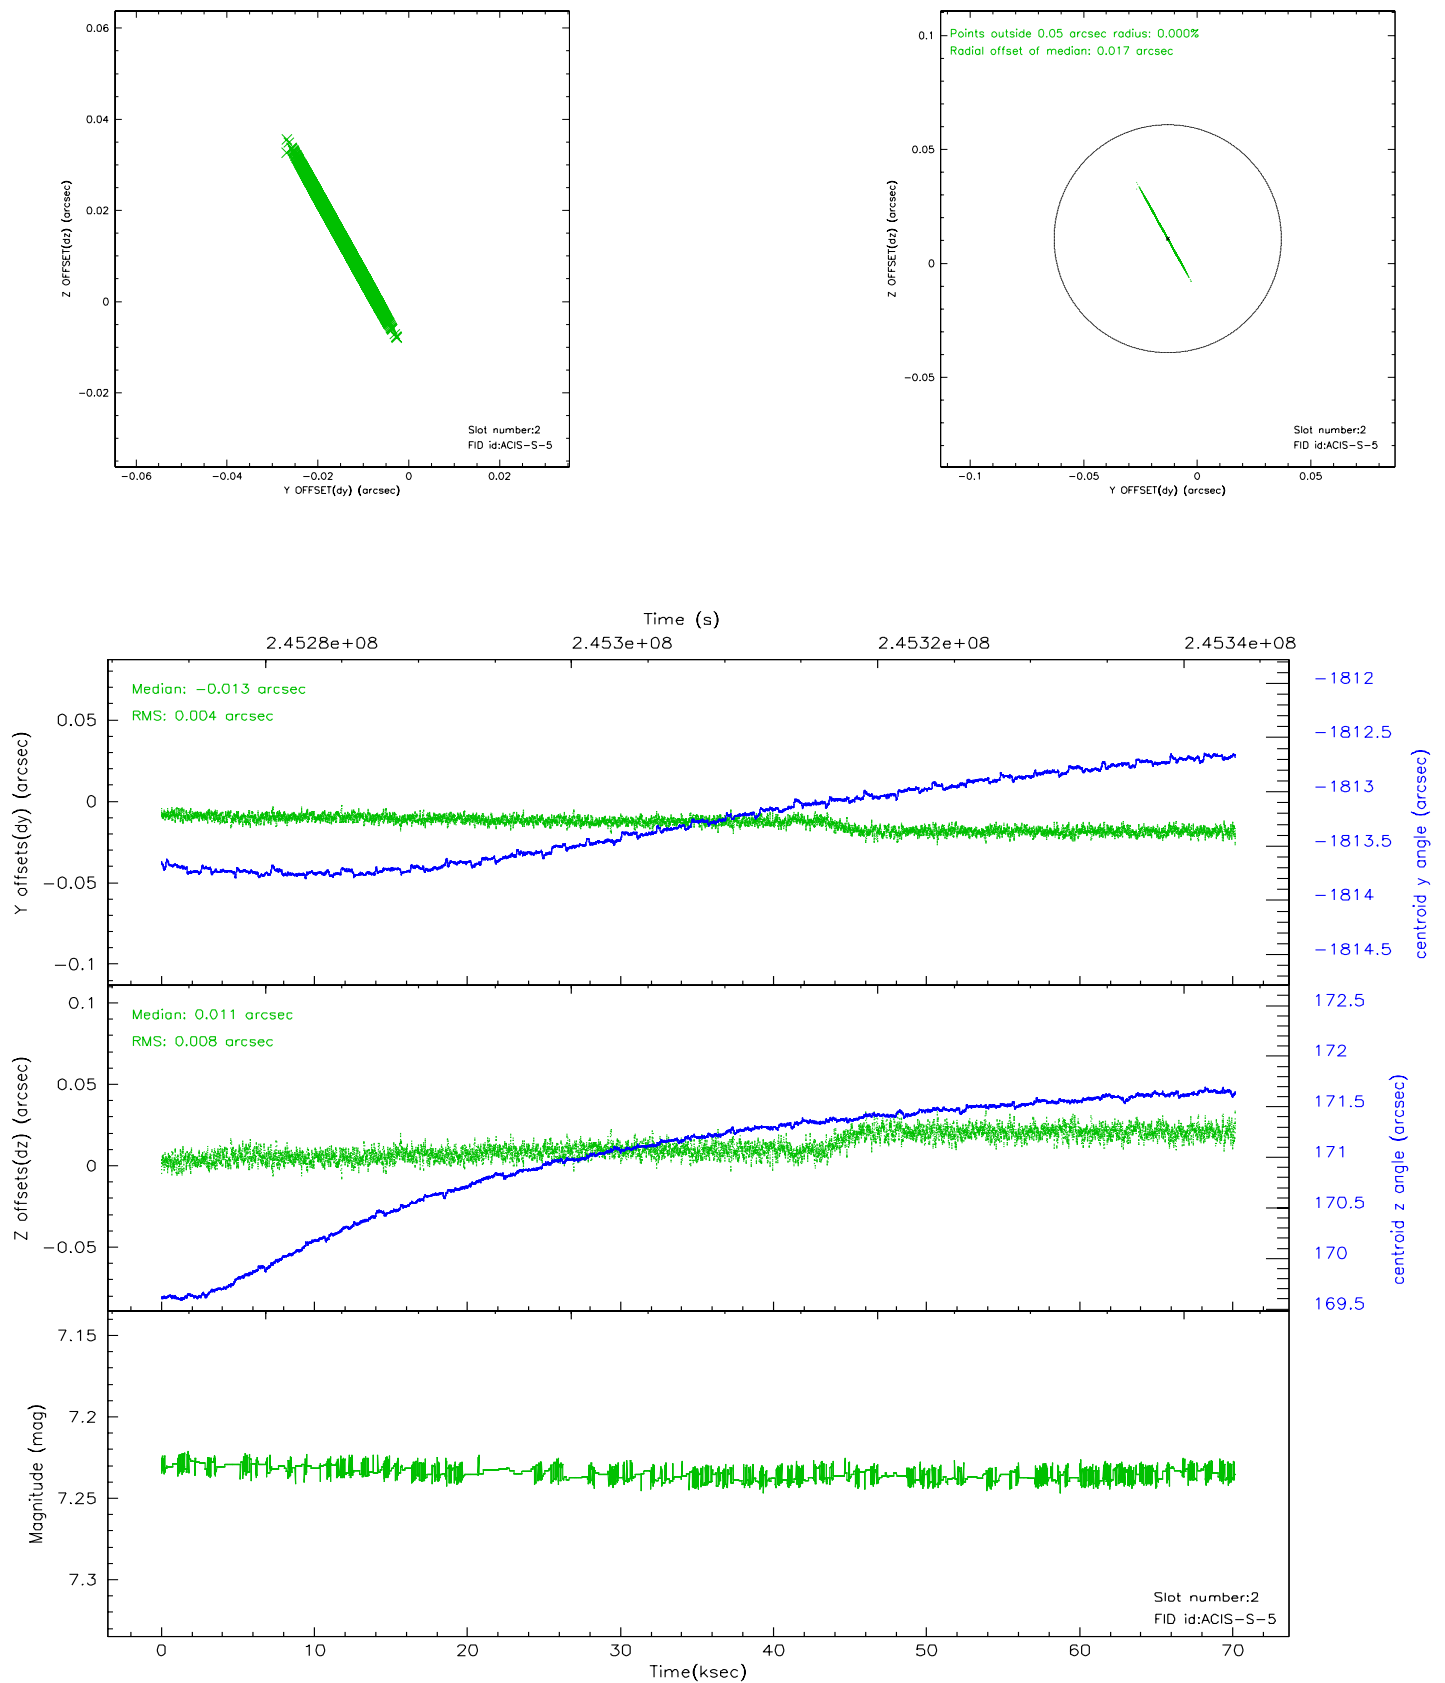 0.06
0.04
0.02
0
−0.02
Z OFFSET(dz) (arcsec)
Slot number:2
FID id:ACIS−S−5
−0.06 −0.04 −0.02 0 0.02
Y OFFSET(dy) (arcsec)
Points outside 0.05 arcsec radius: 0.000%
Radial offset of median: 0.017 arcsec
0.1
0.05
0
−0.05
Z OFFSET(dz) (arcsec)
Slot number:2
FID id:ACIS−S−5
−0.1 −0.05 0 0.05
Y OFFSET(dy) (arcsec)
Time (s)
2.4528e+08 2.453e+08 2.4532e+08 2.4534e+08
Median: −0.013 arcsec
RMS: 0.004 arcsec
0.05
0
−0.05
−0.1
Y offsets(dy) (arcsec)
−1812
−1812.5
−1813
−1813.5
−1814
−1814.5
centroid y angle (arcsec)
Median: 0.011 arcsec
RMS: 0.008 arcsec
0.1
0.05
0
−0.05
Z offsets(dz) (arcsec)
172.5
172
171.5
171
170.5
170
169.5
centroid z angle (arcsec)
7.15
7.2
7.25
7.3
Magnitude (mag)
Slot number:2
FID id:ACIS−S−5
0 10 20 30 40 50 60 70
Time(ksec)